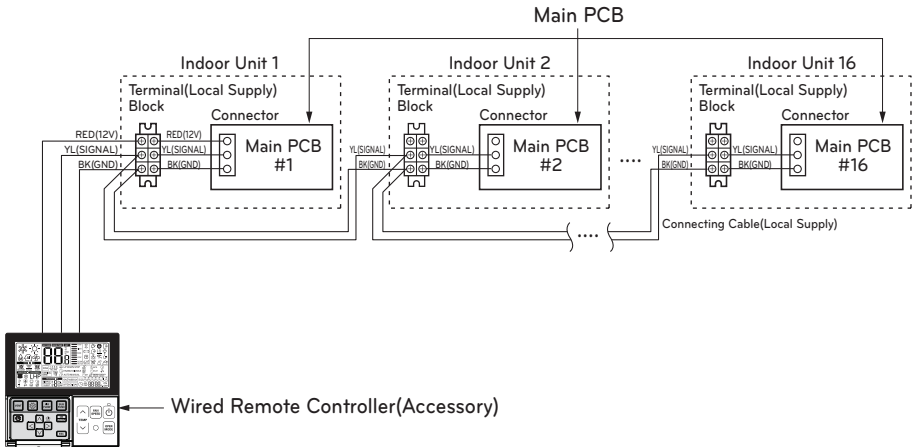 Main PCB
Indoor Unit 1
Indoor Unit 2
Indoor Unit 16
Terminal(Local Supply)
Block
Connector
Terminal(Local Supply)
Block
Connector
Terminal(Local Supply)
Block
Connector
RED(12V)
RED(12V)
YL(SIGNAL)
YL(SIGNAL)
BK(GND)
BK(GND)
Main PCB
#1
YL(SIGNAL)
YL(SIGNAL)
BK(GND)
BK(GND)
Main PCB
#2
....
YL(SIGNAL)
YL(SIGNAL)
BK(GND)
BK(GND)
Main PCB
#16
Connecting Cable(Local Supply)
....
88
Wired Remote Controller(Accessory)